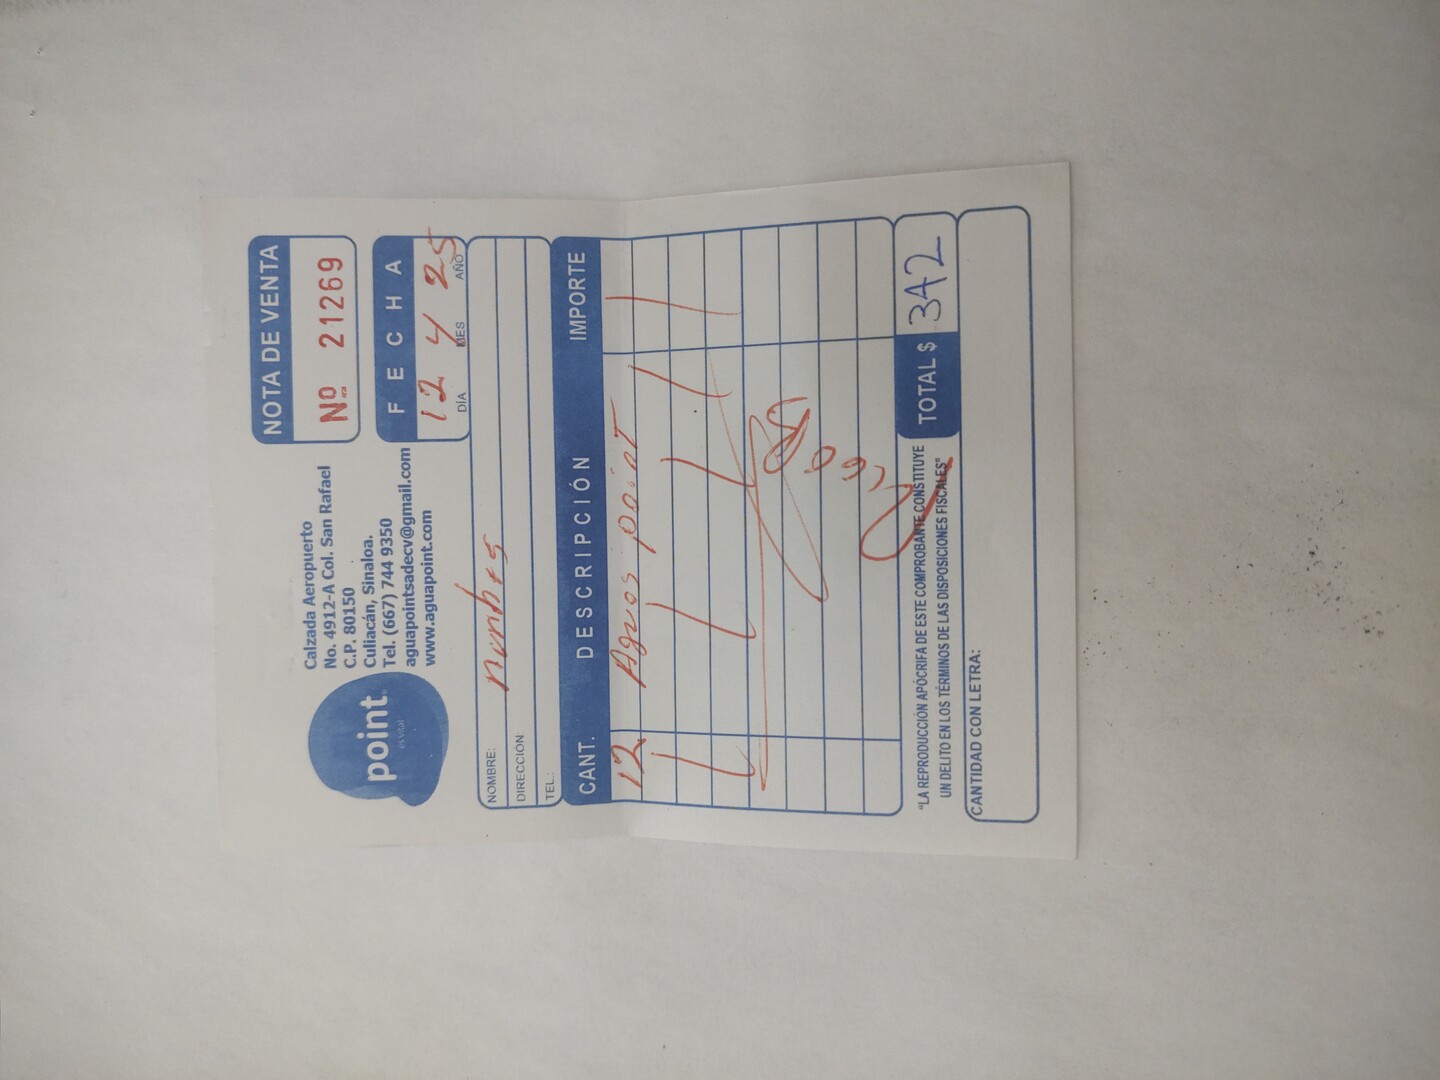 point®
es vital
Calzada Aeropuerto
No. 4912-A Col. San Rafael
C.P. 80150
Culiacán, Sinaloa.
Tel. (667) 744 9350
aguapointsadecv@gmail.com
www.aguapoint.com
NOTA DE VENTA
Nº 21269
FECHA
12 4 25
DÍA MES AÑO
NOMBRE:
DIRECCIÓN:
TEL.:
CANT. DESCRIPCIÓN IMPORTE
12 Aguas point
"LA REPRODUCCIÓN APÓCRIFA DE ESTE COMPROBANTE CONSTITUYE
UN DELITO EN LOS TÉRMINOS DE LAS DISPOSICIONES FISCALES"
TOTAL $ 342
CANTIDAD CON LETRA: